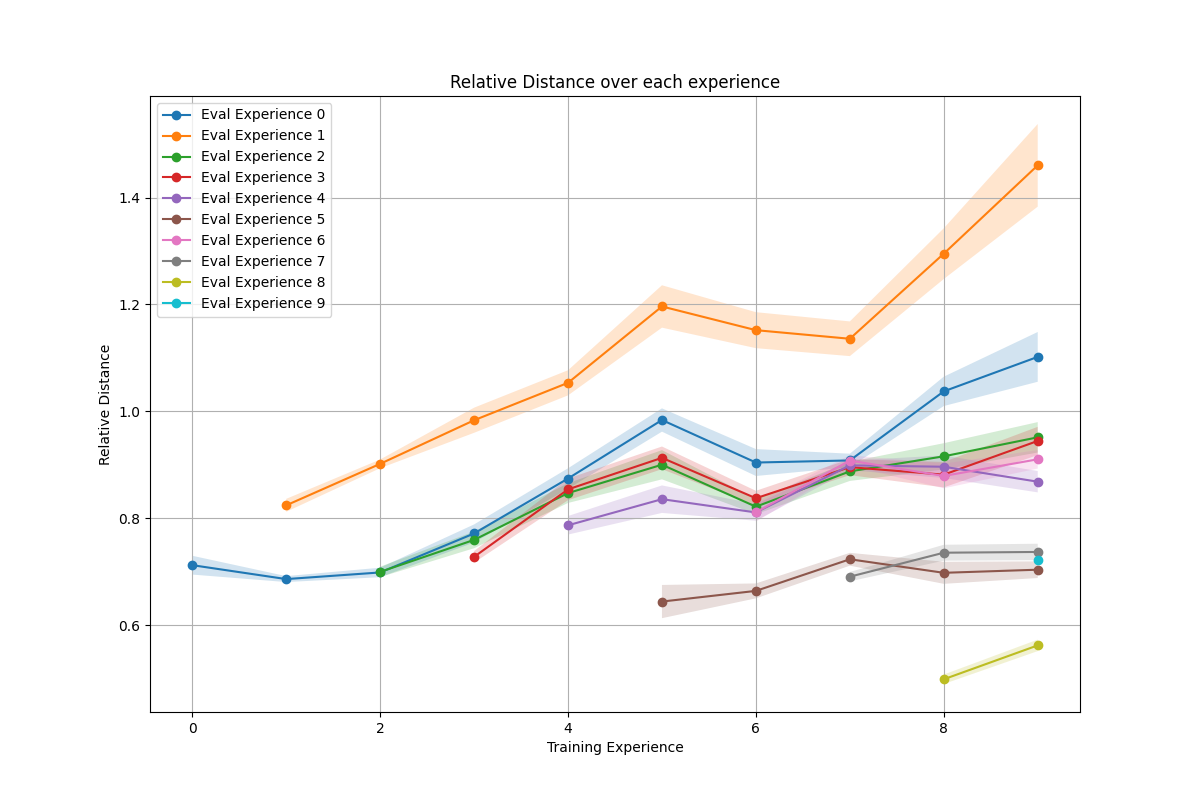 Relative Distance over each experience
Eval Experience 0
Eval Experience 1
Eval Experience 2
Eval Experience 3
Eval Experience 4
Eval Experience 5
Eval Experience 6
Eval Experience 7
Eval Experience 8
Eval Experience 9
1.4
1.2
1.0
0.8
0.6
Relative Distance
0 2 4 6 8
Training Experience